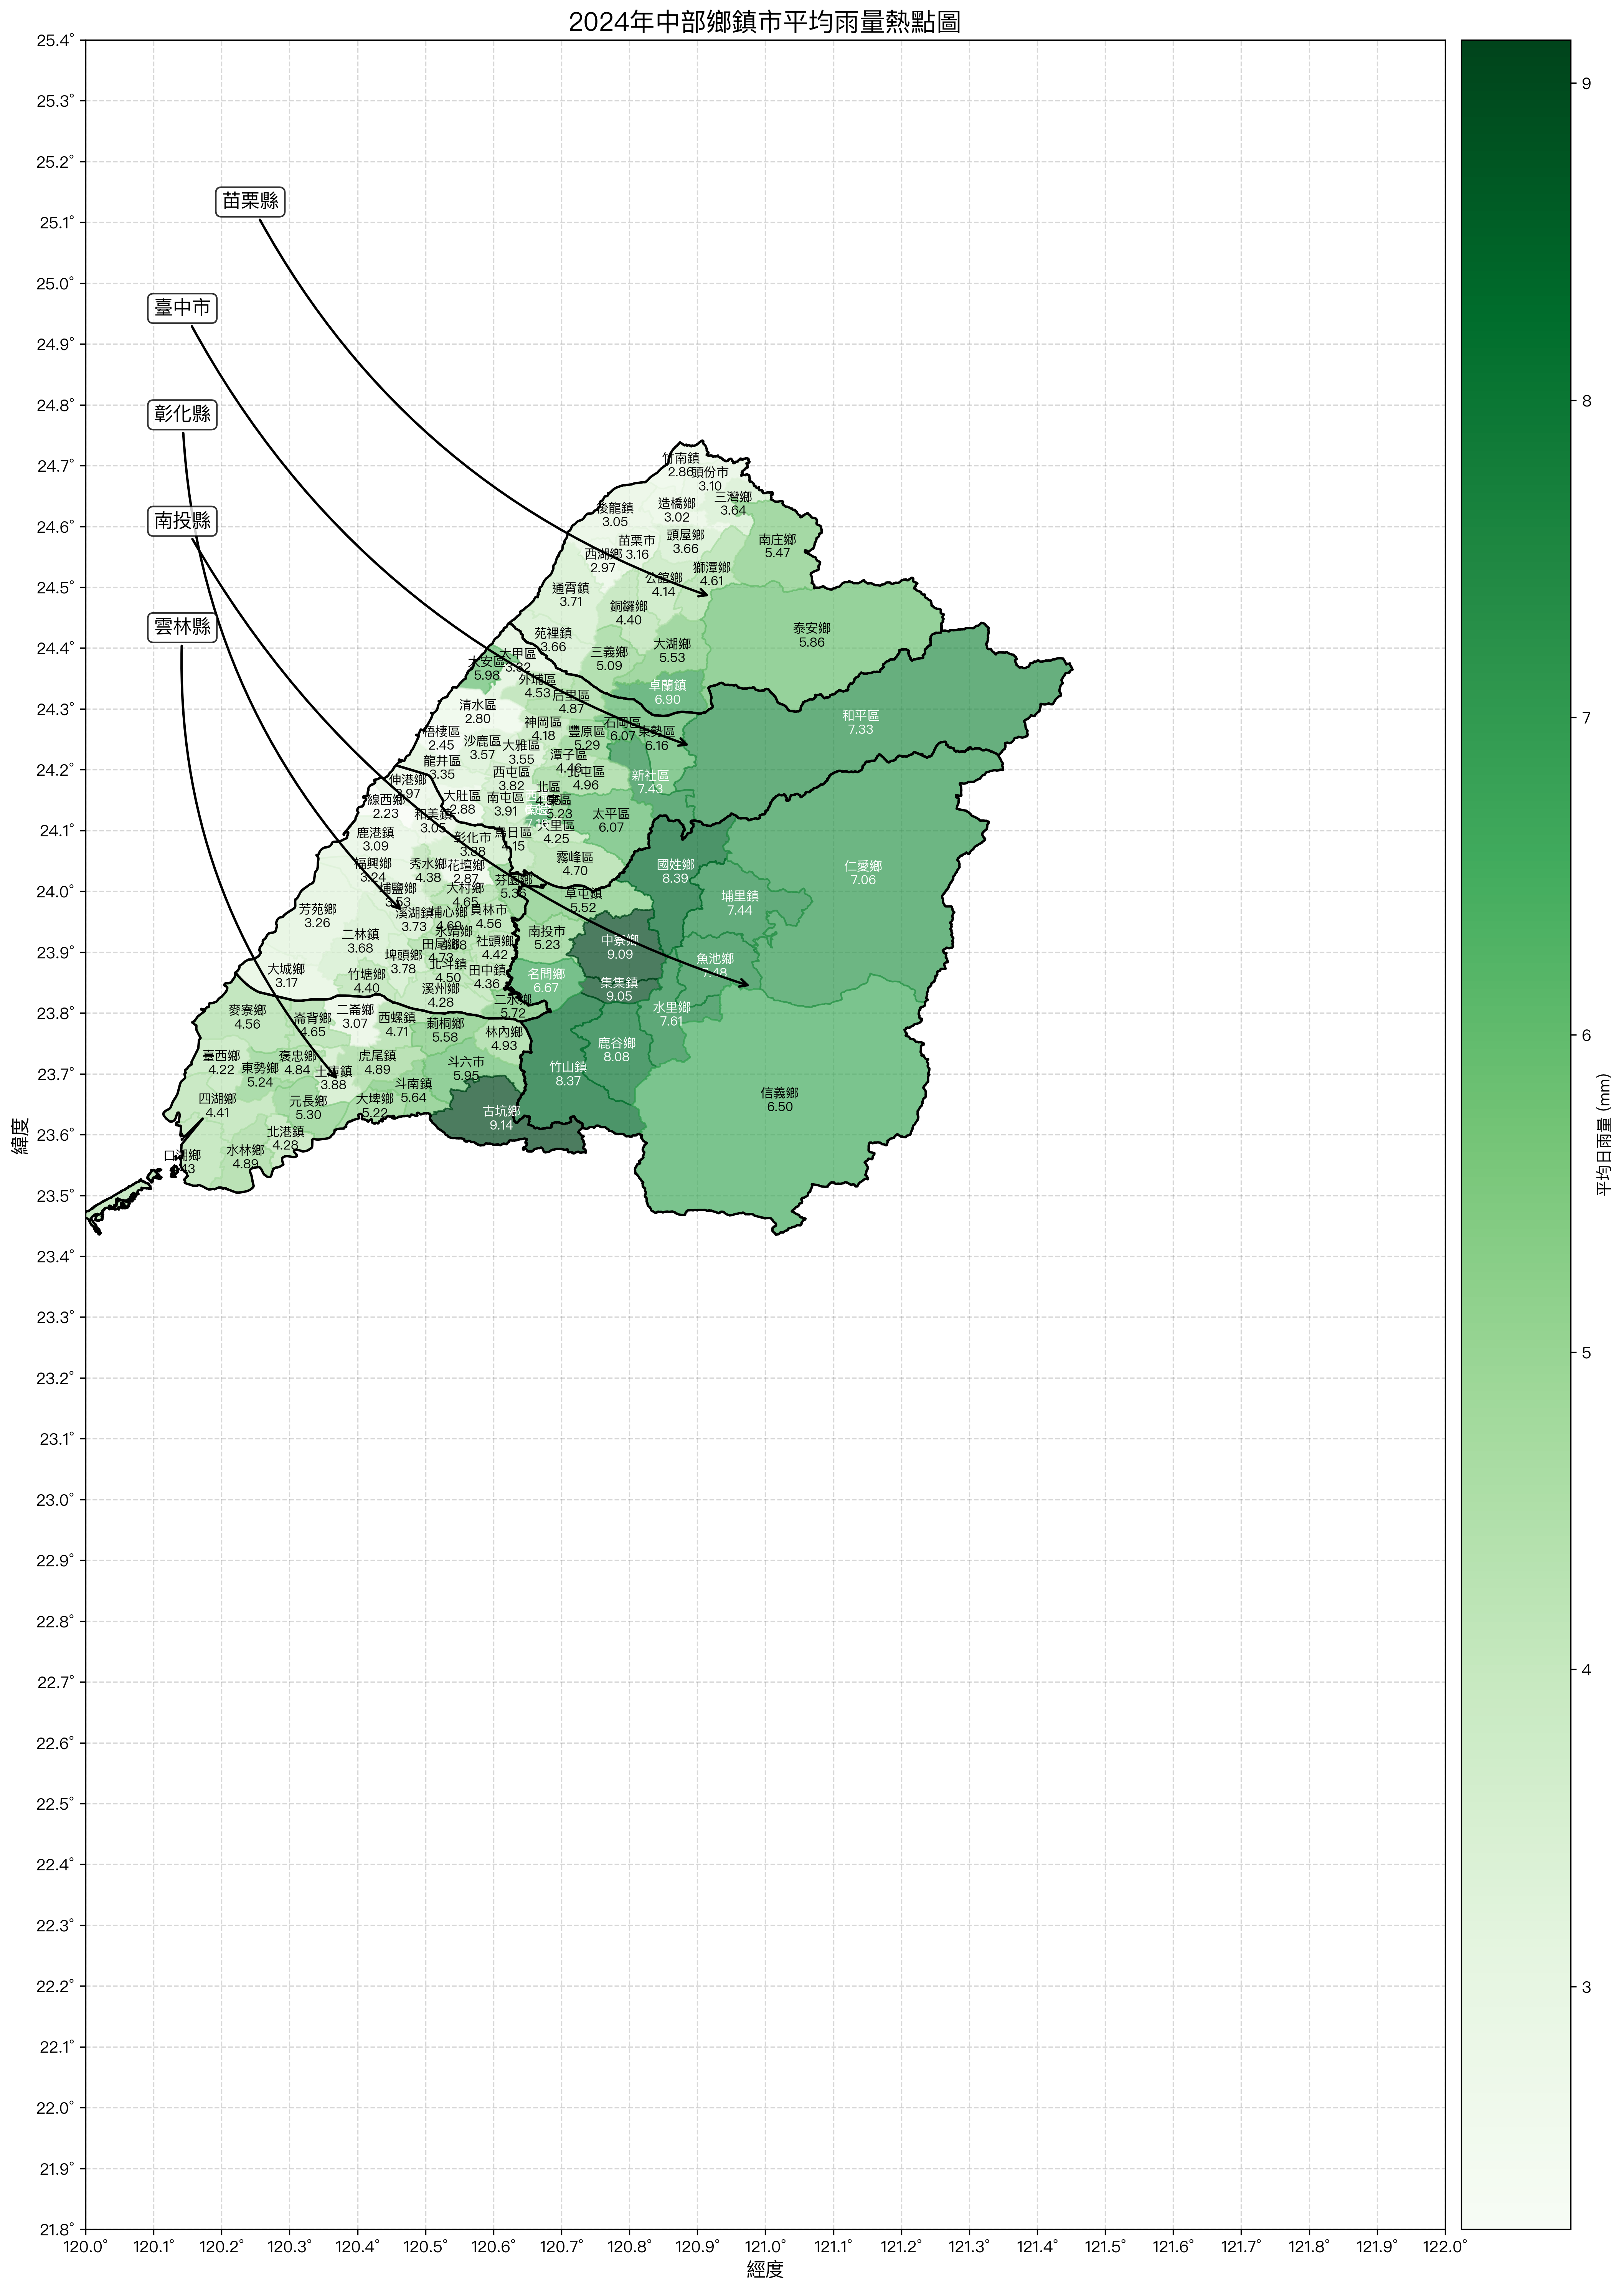 2024年中部鄉鎮市平均雨量熱點圖
25.4°
25.3°
25.2°
25.1°
25.0°
24.9°
24.8°
24.7°
24.6°
24.5°
24.4°
24.3°
24.2°
24.1°
24.0°
23.9°
23.8°
23.7°
23.6°
23.5°
23.4°
23.3°
23.2°
23.1°
23.0°
22.9°
22.8°
22.7°
22.6°
22.5°
22.4°
22.3°
22.2°
22.1°
22.0°
21.9°
21.8°
緯度
苗栗縣
臺中市
彰化縣
南投縣
雲林縣
竹南鎮
2.86
頭份市
3.10
三灣鄉
3.64
後龍鎮
3.05
造橋鄉
3.02
苗栗市
3.16
頭屋鄉
3.66
南庄鄉
5.47
西湖鄉
2.97
獅潭鄉
4.61
公館鄉
4.14
通霄鎮
3.71
銅鑼鄉
4.40
泰安鄉
5.86
苑裡鎮
3.66
大湖鄉
5.53
三義鄉
5.09
大甲區
3.82
大安區
5.98
卓蘭鎮
6.90
外埔區
4.53
后里區
4.87
清水區
2.80
和平區
7.33
神岡區
4.18
石岡區
6.07
東勢區
6.16
豐原區
5.29
梧棲區
2.45
沙鹿區
3.57
大雅區
3.55
潭子區
4.46
龍井區
3.35
西屯區
3.82
北屯區
4.96
新社區
7.43
伸港鄉
線西鄉
2.23
大肚區
2.88
南屯區
3.91
北區
5.23
太平區
6.07
和美鎮
3.05
鹿港鎮
3.09
彰化市
3.88
烏日區
4.15
大里區
4.25
霧峰區
4.70
國姓鄉
8.39
仁愛鄉
7.06
福興鄉
3.24
秀水鄉
4.38
花壇鄉
2.87
芬園鄉
埔鹽鄉
3.53
大村鄉
4.65
草屯鎮
5.52
埔里鎮
7.44
芳苑鄉
3.26
溪湖鎮
3.73
埔心鄉
員林市
4.56
二林鎮
3.68
永靖鄉
南投市
5.23
中寮鄉
9.09
社頭鄉
4.42
田尾鄉
4.73
埤頭鄉
3.78
北斗鎮
4.50
田中鎮
4.36
魚池鄉
7.48
大城鄉
3.17
竹塘鄉
4.40
名間鄉
6.67
集集鎮
9.05
溪州鄉
4.28
二水鄉
5.72
水里鄉
7.61
麥寮鄉
4.56
崙背鄉
4.65
二崙鄉
3.07
西螺鎮
4.71
莿桐鄉
5.58
林內鄉
4.93
鹿谷鄉
8.08
臺西鄉
4.22
東勢鄉
5.24
褒忠鄉
4.84
土庫鎮
3.88
虎尾鎮
4.89
斗六市
5.95
竹山鎮
8.37
斗南鎮
5.64
四湖鄉
4.41
元長鄉
5.30
大埤鄉
5.22
古坑鄉
9.14
信義鄉
6.50
北港鎮
4.28
水林鄉
4.89
口湖鄉
120.0°
120.1°
120.2°
120.3°
120.4°
120.5°
120.6°
120.7°
120.8°
120.9°
121.0°
121.1°
121.2°
121.3°
121.4°
121.5°
121.6°
121.7°
121.8°
121.9°
122.0°
經度
9
8
7
6
5
4
3
平均日雨量 (mm)